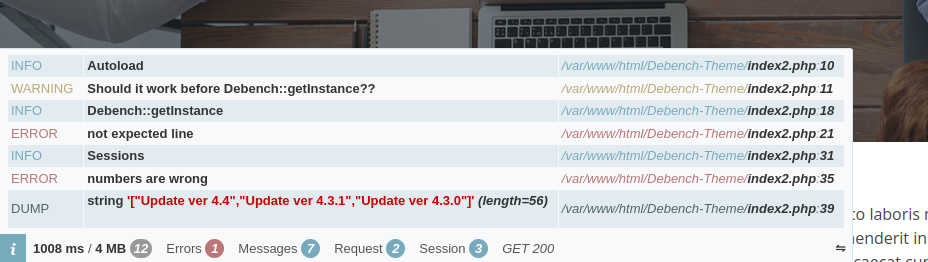 INFO Autoload /var/www/html/Debench-Theme/index2.php:10
WARNING Should it work before Debench::getInstance?? /var/www/html/Debench-Theme/index2.php:11
INFO Debench::getInstance /var/www/html/Debench-Theme/index2.php:18
ERROR not expected line /var/www/html/Debench-Theme/index2.php:21
INFO Sessions /var/www/html/Debench-Theme/index2.php:31
ERROR numbers are wrong /var/www/html/Debench-Theme/index2.php:35
DUMP string '["Update ver 4.4","Update ver 4.3.1","Update ver 4.3.0"]' (length=56) /var/www/html/Debench-Theme/index2.php:39
i 1008 ms / 4 MB 12 Errors 1 Messages 7 Request 2 Session 3 GET 200 ⇋
co laboris
henderit in